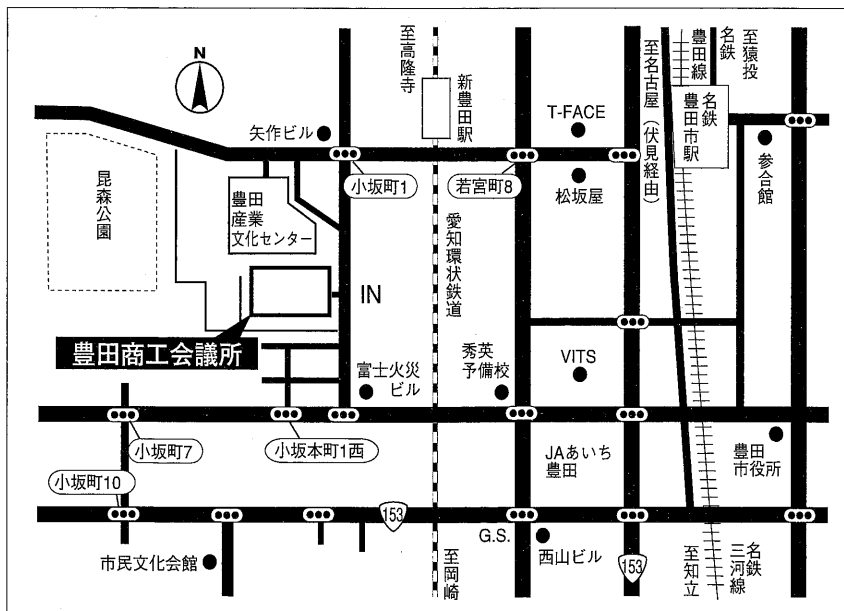 N
至高隆寺
新豊田駅
至名古屋（伏見経由）
豊田線
名鉄
至猿投
名鉄
豊田市駅
矢作ビル
T-FACE
参合館
小坂町1
若宮町8
松坂屋
昆森公園
豊田
産業
文化センター
愛知環状鉄道
IN
豊田商工会議所
富士火災
ビル
秀英
予備校
VITS
小坂町7
小坂本町1西
JAあいち
豊田
豊田
市役所
小坂町10
153
市民文化会館
至岡崎
G.S.
西山ビル
153
至知立
三河線
名鉄